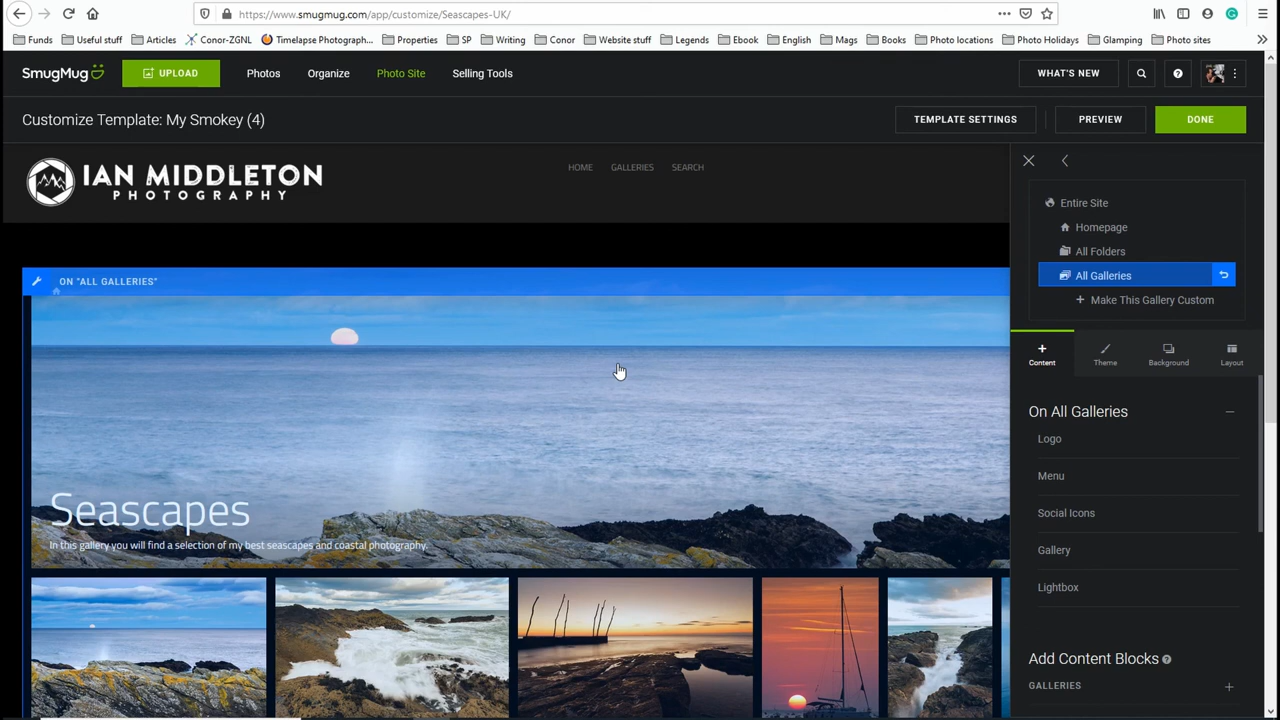 https://www.smugmug.com/app/customize/Seascapes-UK/
Funds Useful stuff Articles Conor-ZGNL Timelapse Photograph... Properties SP Writing Conor Website stuff Legends Ebook English Mags Books Photo locations Photo Holidays Glamping Photo sites
SmugMug UPLOAD Photos Organize Photo Site Selling Tools WHAT'S NEW
Customize Template: My Smokey (4) TEMPLATE SETTINGS PREVIEW DONE
IAN MIDDLETON
PHOTOGRAPHY
HOME GALLERIES SEARCH
Entire Site
Homepage
All Folders
All Galleries
Make This Gallery Custom
ON "ALL GALLERIES"
Content Theme Background Layout
On All Galleries
Logo
Menu
Social Icons
Gallery
Lightbox
Seascapes
In this gallery you will find a selection of my best seascapes and coastal photography.
Add Content Blocks
GALLERIES